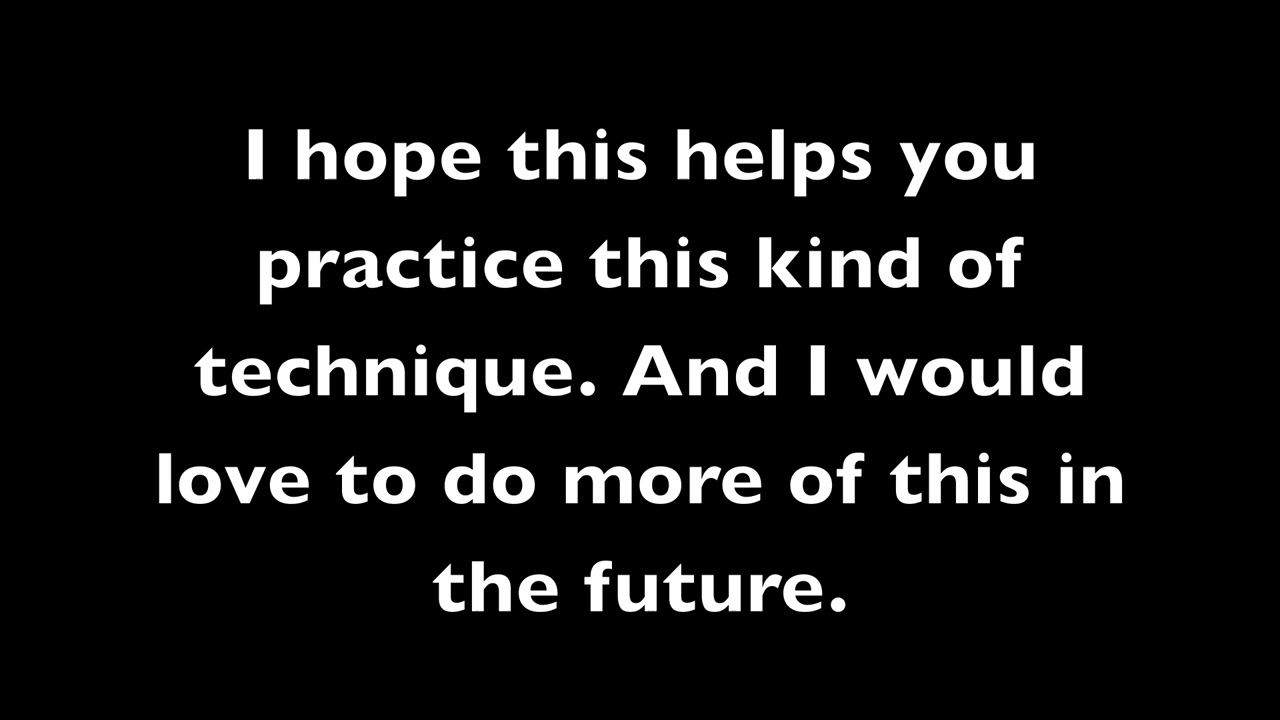 I hope this helps you
practice this kind of
technique. And I would
love to do more of this in
the future.